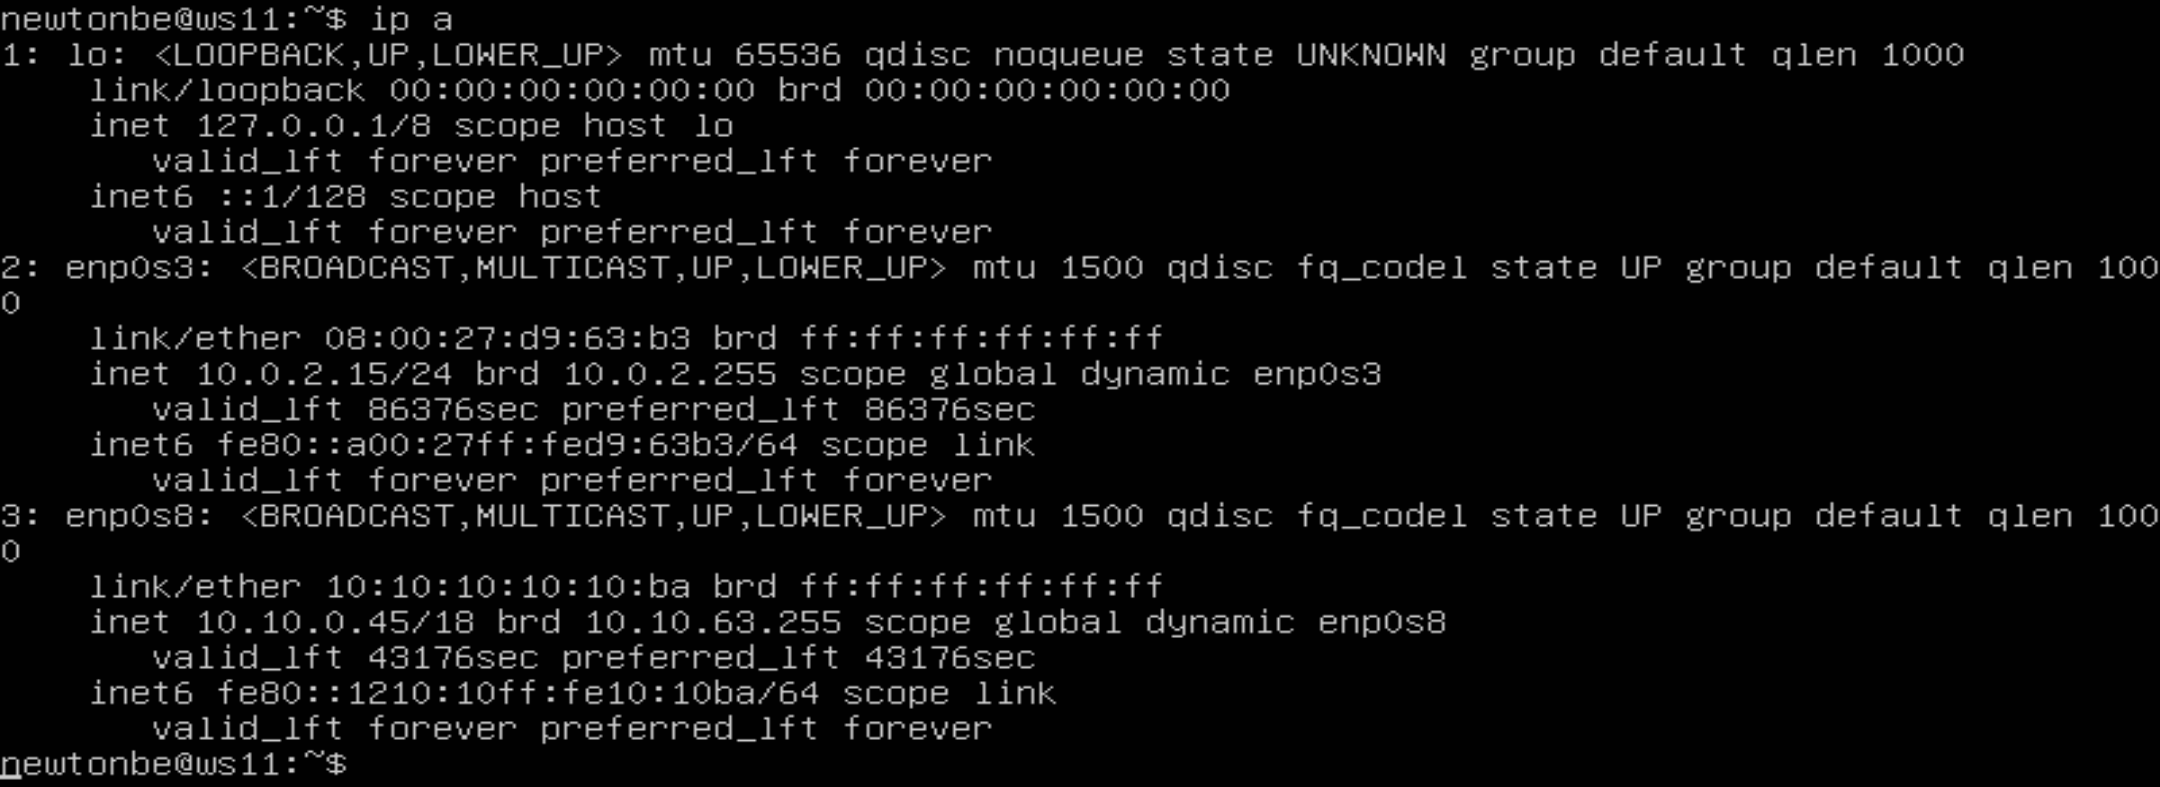 newtonbe@ws11:~$ ip a
1: lo: <LOOPBACK,UP,LOWER_UP> mtu 65536 qdisc noqueue state UNKNOWN group default qlen 1000
    link/loopback 00:00:00:00:00:00 brd 00:00:00:00:00:00
    inet 127.0.0.1/8 scope host lo
       valid_lft forever preferred_lft forever
    inet6 ::1/128 scope host
       valid_lft forever preferred_lft forever
2: enp0s3: <BROADCAST,MULTICAST,UP,LOWER_UP> mtu 1500 qdisc fq_codel state UP group default qlen 100
0
    link/ether 08:00:27:d9:63:b3 brd ff:ff:ff:ff:ff:ff
    inet 10.0.2.15/24 brd 10.0.2.255 scope global dynamic enp0s3
       valid_lft 86376sec preferred_lft 86376sec
    inet6 fe80::a00:27ff:fed9:63b3/64 scope link
       valid_lft forever preferred_lft forever
3: enp0s8: <BROADCAST,MULTICAST,UP,LOWER_UP> mtu 1500 qdisc fq_codel state UP group default qlen 100
0
    link/ether 10:10:10:10:10:ba brd ff:ff:ff:ff:ff:ff
    inet 10.10.0.45/18 brd 10.10.63.255 scope global dynamic enp0s8
       valid_lft 43176sec preferred_lft 43176sec
    inet6 fe80::1210:10ff:fe10:10ba/64 scope link
       valid_lft forever preferred_lft forever
newtonbe@ws11:~$